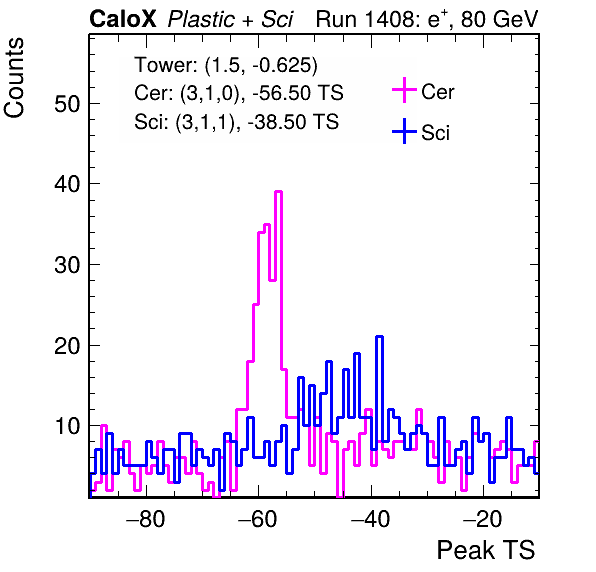 CaloX Plastic + Sci Run 1408: e+, 80 GeV
Tower: (1.5, -0.625)
Cer: (3,1,0), -56.50 TS
Sci: (3,1,1), -38.50 TS
Cer
Sci
Counts
50
40
30
20
10
−80 −60 −40 −20
Peak TS